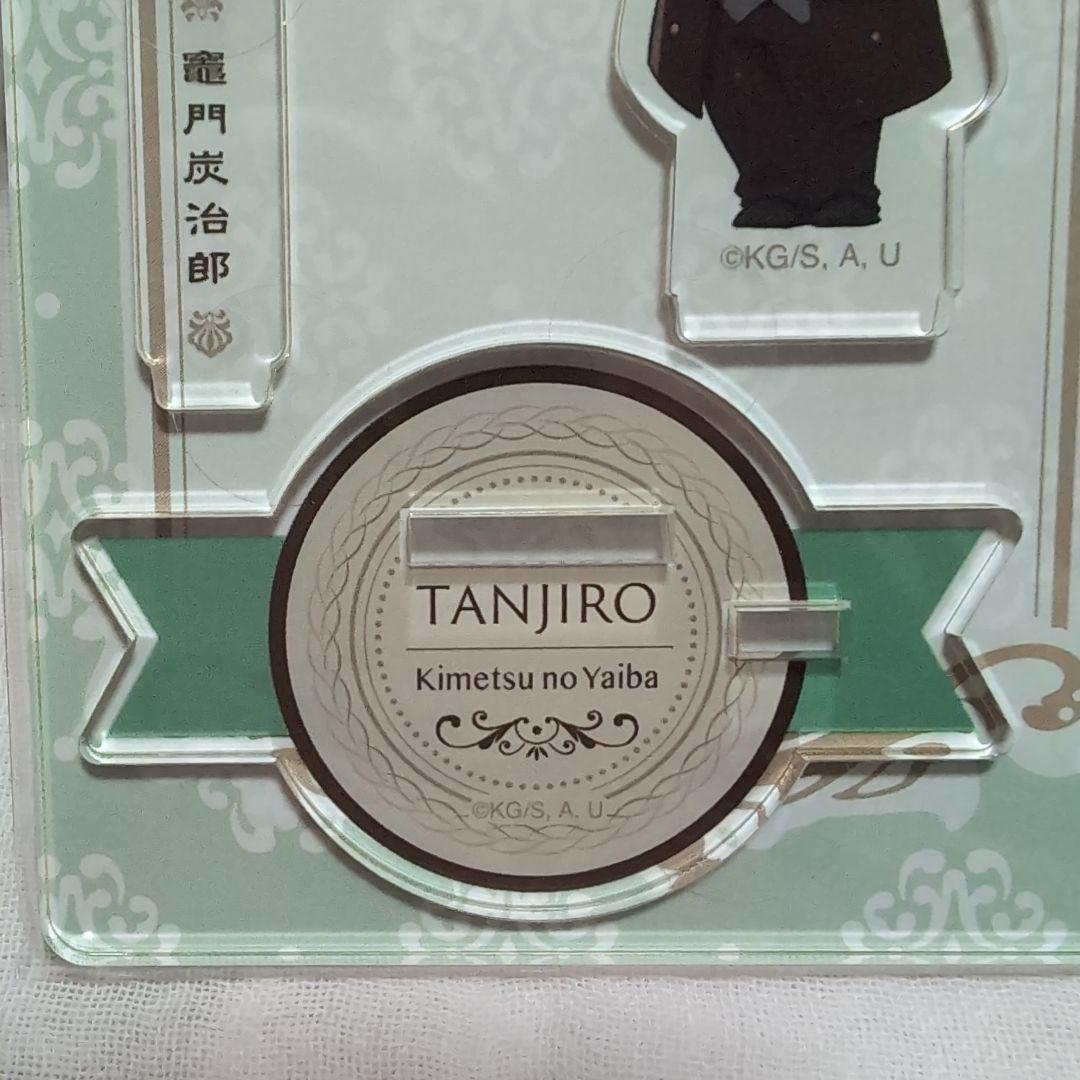 竈門炭治郎
©KG/S, A, U
TANJIRO
Kimetsu no Yaiba
©KG/S, A. U